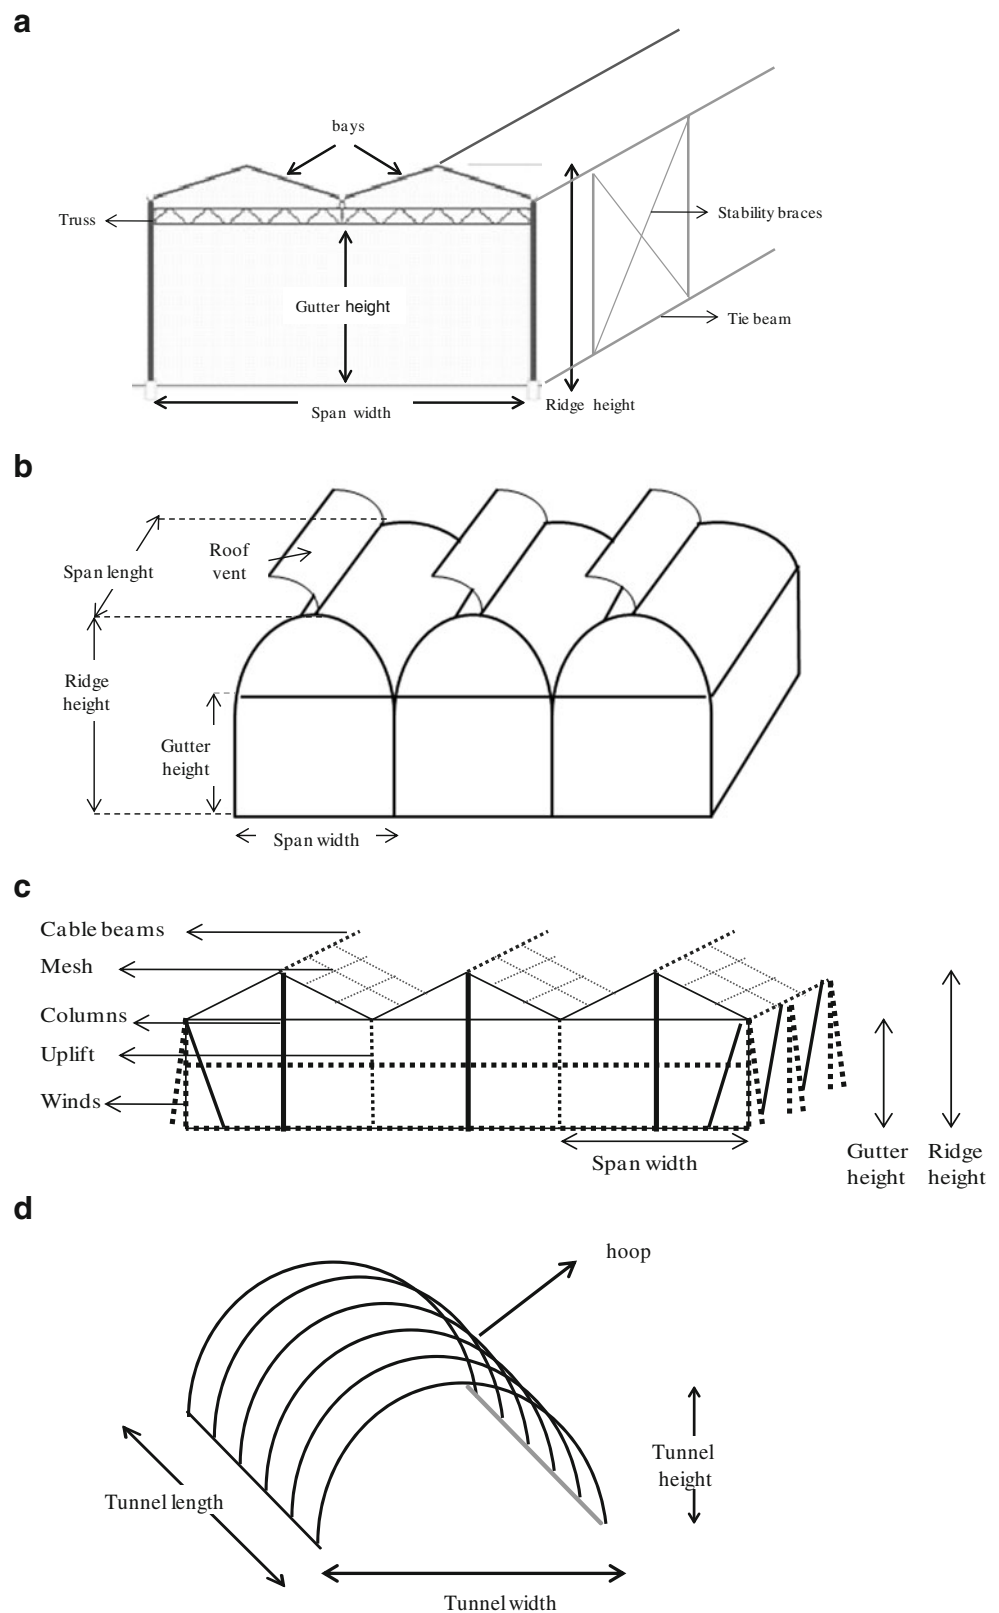 a
bays
Truss
Stability braces
Gutter height
Tie beam
Ridge height
Span width
b
Roof
vent
Span lenght
Ridge
height
Gutter
height
Span width
c
Cable beams
Mesh
Columns
Uplift
Winds
Span width
Gutter
height
Ridge
height
d
hoop
Tunnel
height
Tunnel length
Tunnel width